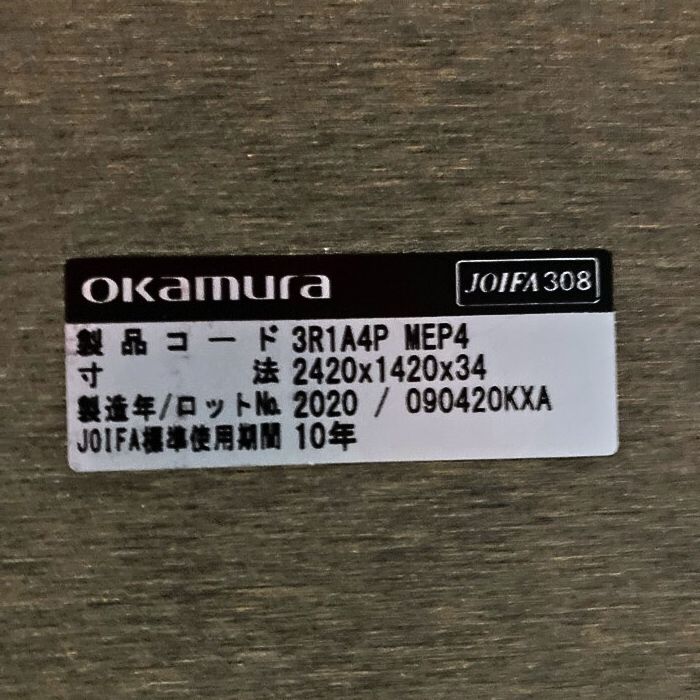 okamura
JOIFA308
製品コード 3R1A4P MEP4
寸法 2420x1420x34
製造年/ロット№ 2020 / 090420KXA
JOIFA標準使用期間 10年